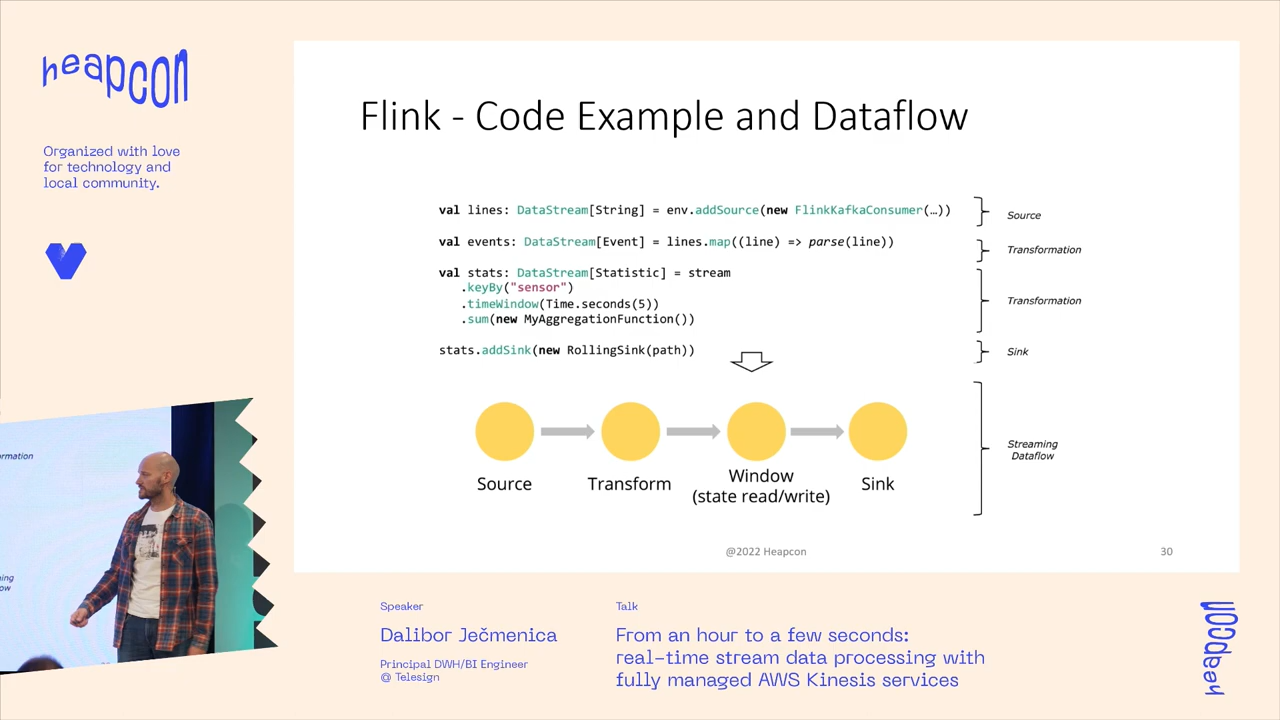 heapcon
Organized with love
for technology and
local community.
Flink - Code Example and Dataflow
val lines: DataStream[String] = env.addSource(new FlinkKafkaConsumer(…))
Source
val events: DataStream[Event] = lines.map((line) => parse(line))
Transformation
val stats: DataStream[Statistic] = stream
.keyBy("sensor")
.timeWindow(Time.seconds(5))
.sum(new MyAggregationFunction())
Transformation
stats.addSink(new RollingSink(path))
Sink
Source
Transform
Window
(state read/write)
Sink
Streaming
Dataflow
@2022 Heapcon
30
rmation
ing
ow
Speaker
Dalibor Ječmenica
Principal DWH/BI Engineer
@ Telesign
Talk
From an hour to a few seconds:
real-time stream data processing with
fully managed AWS Kinesis services
heapcon